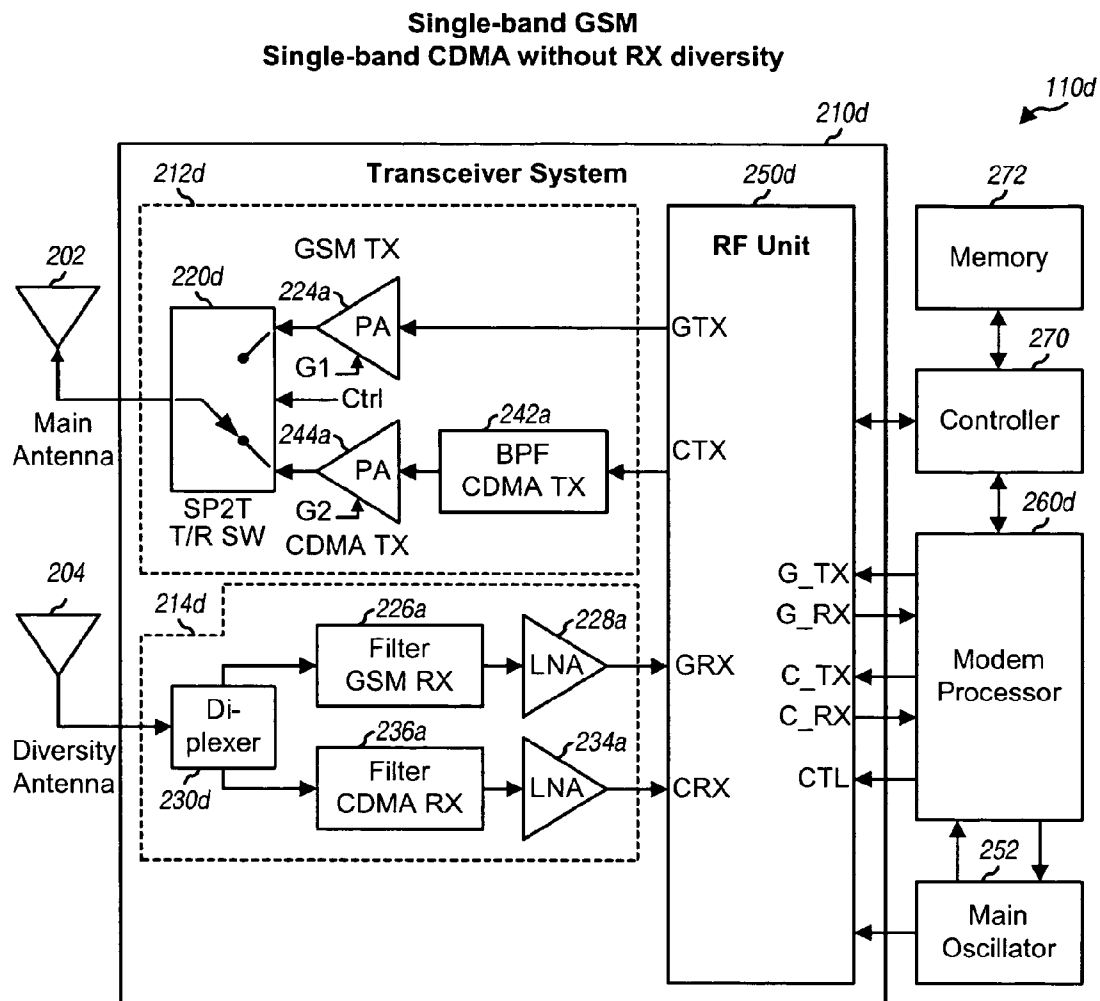 Single-band GSM
Single-band CDMA without RX diversity
110d
210d
Transceiver System
212d
250d
272
RF Unit
Memory
202
GSM TX
220d
224a
PA
GTX
G1
270
Ctrl
Controller
Main
Antenna
244a
242a
PA
BPF
CDMA TX
CTX
G2
SP2T
T/R SW
CDMA TX
260d
204
214d
G_TX
226a
228a
G_RX
Filter
GSM RX
LNA
GRX
C_TX
Modem
Processor
Di-
plexer
C_RX
236a
234a
Diversity
Antenna
230d
Filter
CDMA RX
LNA
CRX
CTL
252
Main
Oscillator